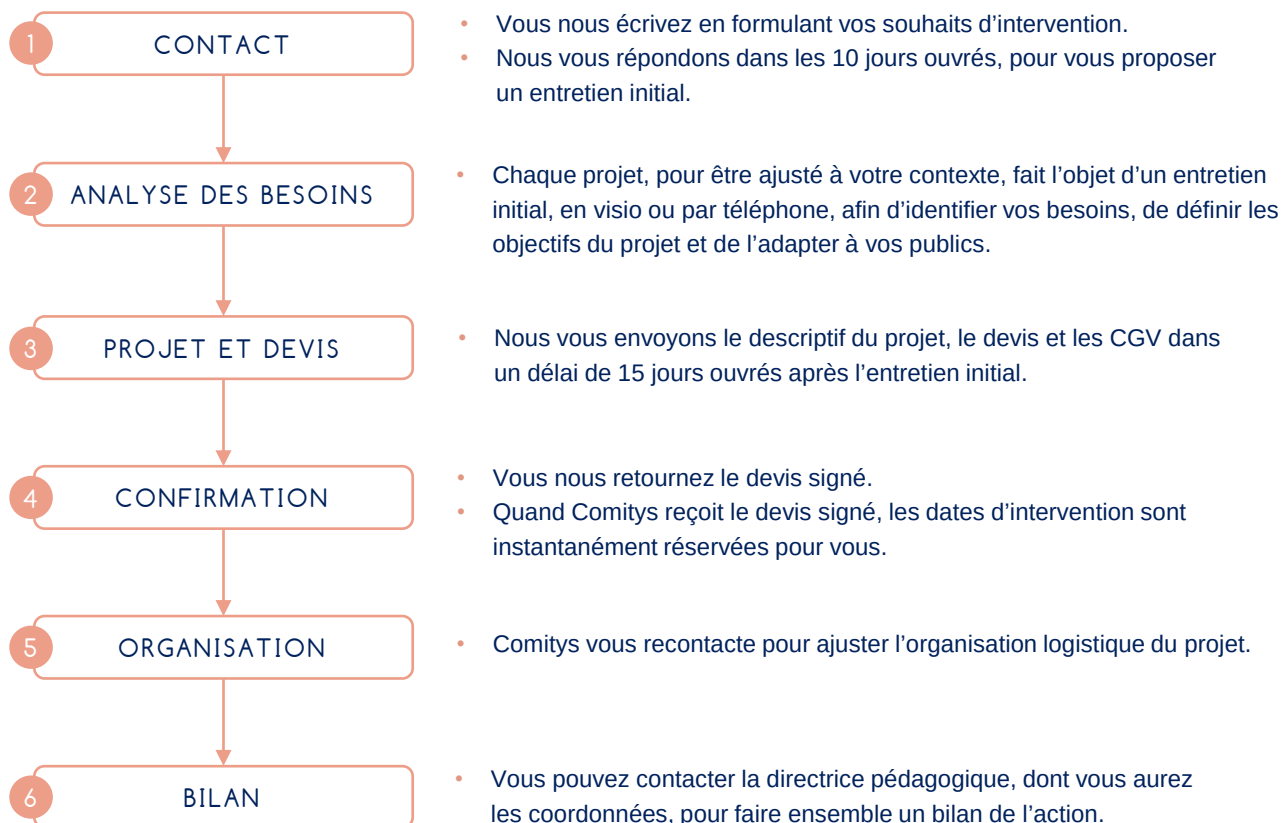 1 CONTACT
• Vous nous écrivez en formulant vos souhaits d’intervention.
• Nous vous répondons dans les 10 jours ouvrés, pour vous proposer
un entretien initial.
2 ANALYSE DES BESOINS
• Chaque projet, pour être ajusté à votre contexte, fait l’objet d’un entretien
initial, en visio ou par téléphone, afin d’identifier vos besoins, de définir les
objectifs du projet et de l’adapter à vos publics.
3 PROJET ET DEVIS
• Nous vous envoyons le descriptif du projet, le devis et les CGV dans
un délai de 15 jours ouvrés après l’entretien initial.
4 CONFIRMATION
• Vous nous retournez le devis signé.
• Quand Comitys reçoit le devis signé, les dates d’intervention sont
instantanément réservées pour vous.
5 ORGANISATION
• Comitys vous recontacte pour ajuster l’organisation logistique du projet.
6 BILAN
• Vous pouvez contacter la directrice pédagogique, dont vous aurez
les coordonnées, pour faire ensemble un bilan de l’action.